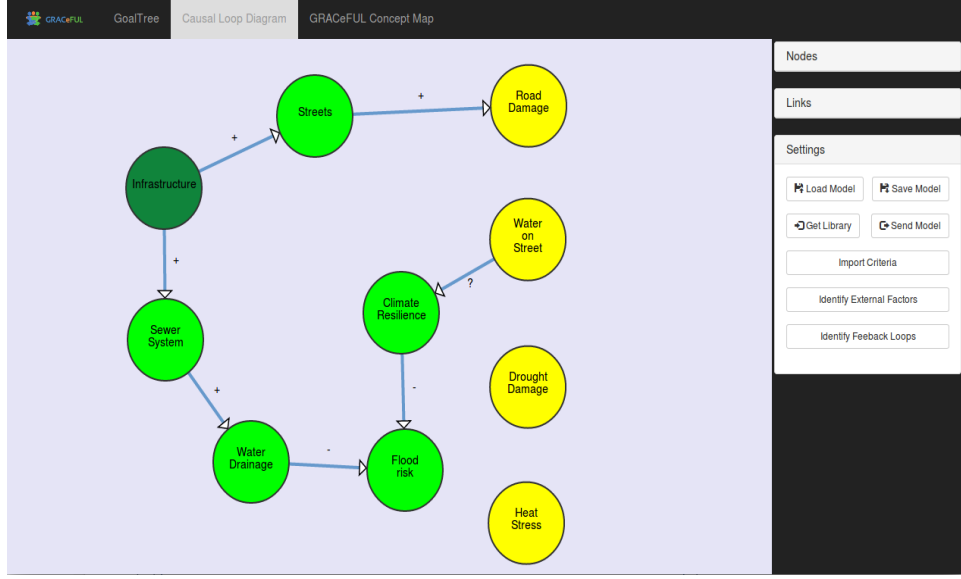 GRACeFUL GoalTree Causal Loop Diagram GRACeFUL Concept Map
Nodes
Links
Settings
Load Model Save Model
Get Library Send Model
Import Criteria
Identify External Factors
Identify Feeback Loops
Streets
+
Road
Damage
+
Infrastructure
+
Water
on
Street
?
Climate
Resilience
Sewer
System
+
-
Drought
Damage
Water
Drainage
-
Flood
risk
Heat
Stress